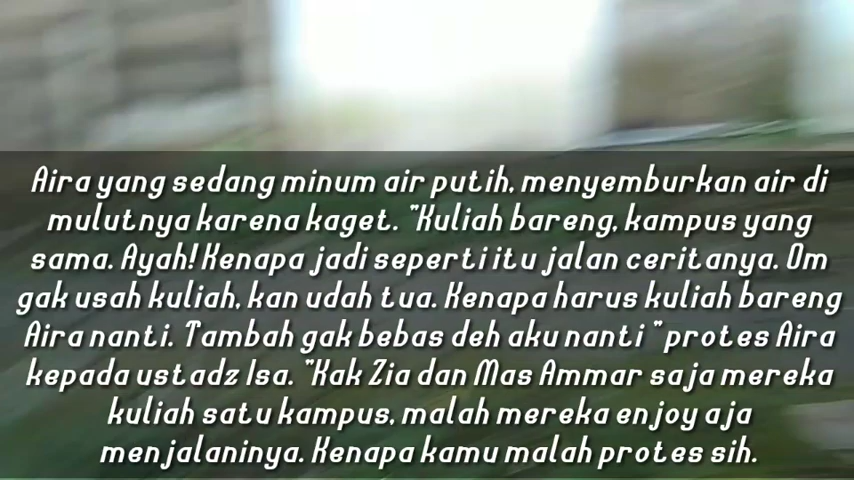 Aira yang sedang minum air putih, menyemburkan air di
mulutnya karena kaget. "Kuliah bareng, kampus yang
sama. Ayah! Kenapa jadi seperti itu jalan ceritanya. Om
gak usah kuliah, kan udah tua. Kenapa harus kuliah bareng
Aira nanti. Tambah gak bebas deh aku nanti " protes Aira
kepada ustadz Isa. "Kak Zia dan Mas Ammar saja mereka
kuliah satu kampus, malah mereka enjoy aja
menjalaninya. Kenapa kamu malah protes sih.